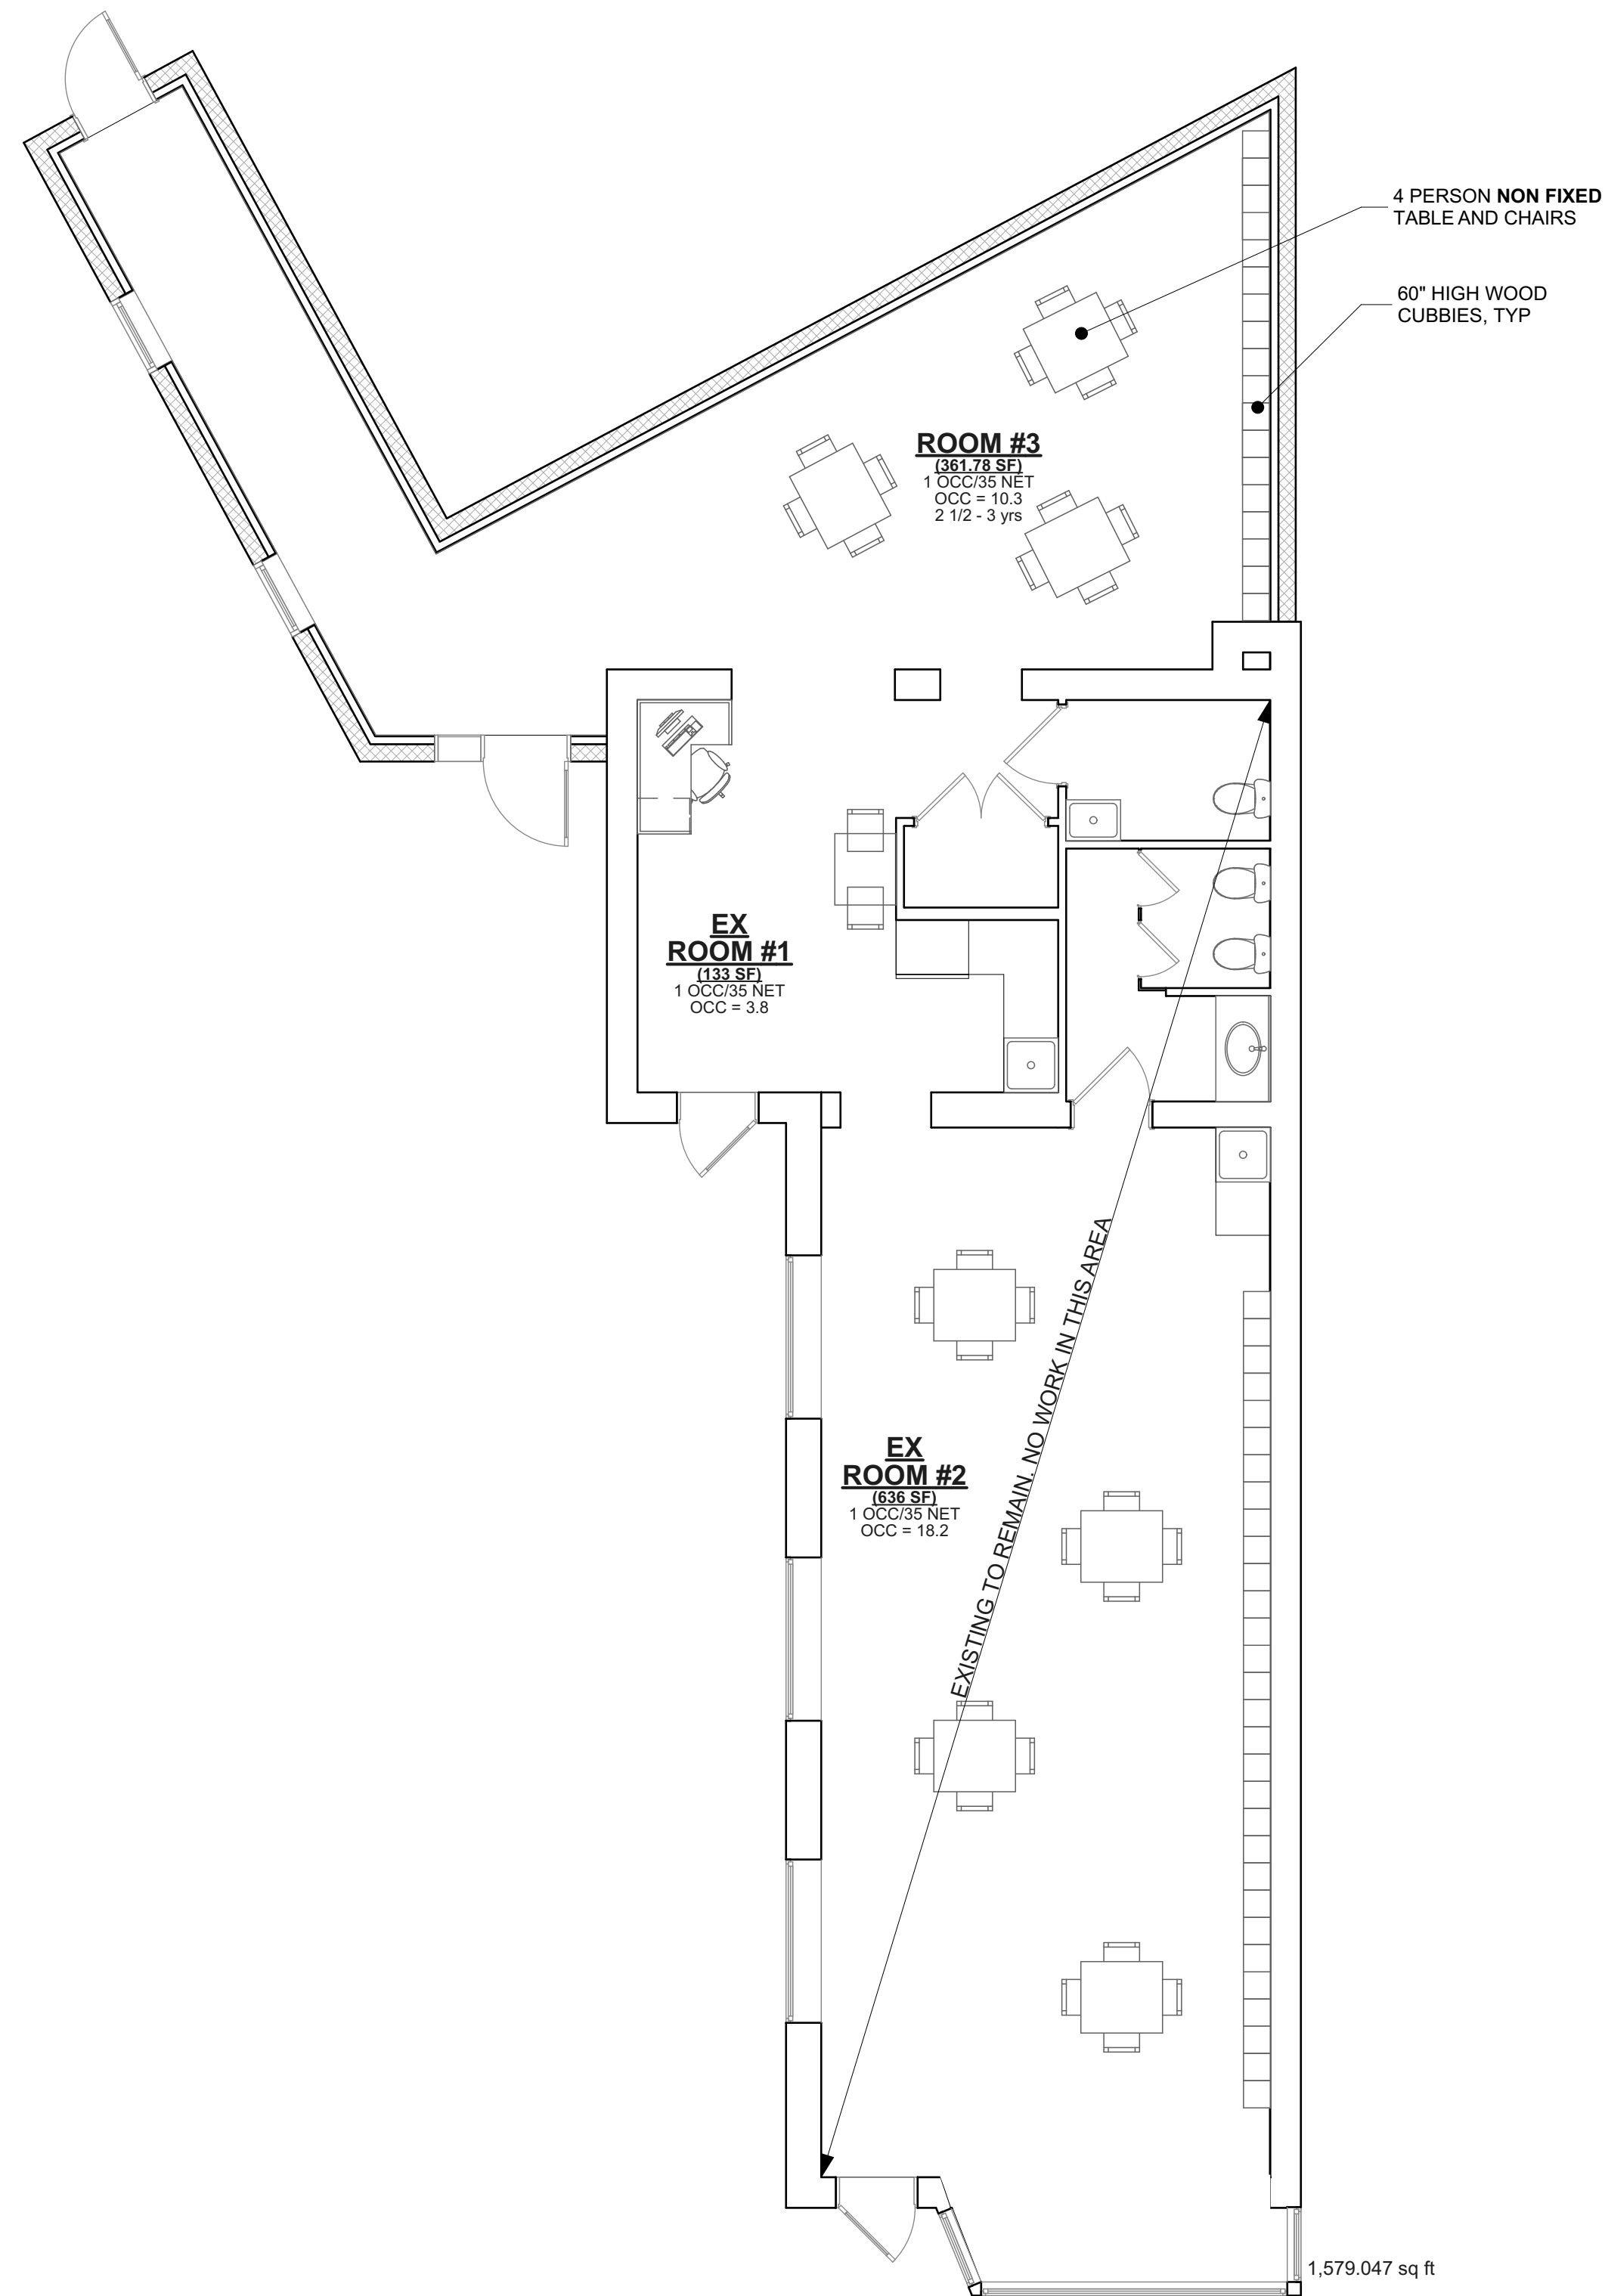 4 PERSON NON FIXED
TABLE AND CHAIRS
60" HIGH WOOD
CUBBIES, TYP
ROOM #3
(361.78 SF)
1 OCC/35 NET
OCC = 10.3
2 1/2 - 3 yrs
EX
ROOM #1
(133 SF)
1 OCC/35 NET
OCC = 3.8
EXISTING TO REMAIN. NO WORK IN THIS AREA
EX
ROOM #2
(636 SF)
1 OCC/35 NET
OCC = 18.2
1,579.047 sq ft